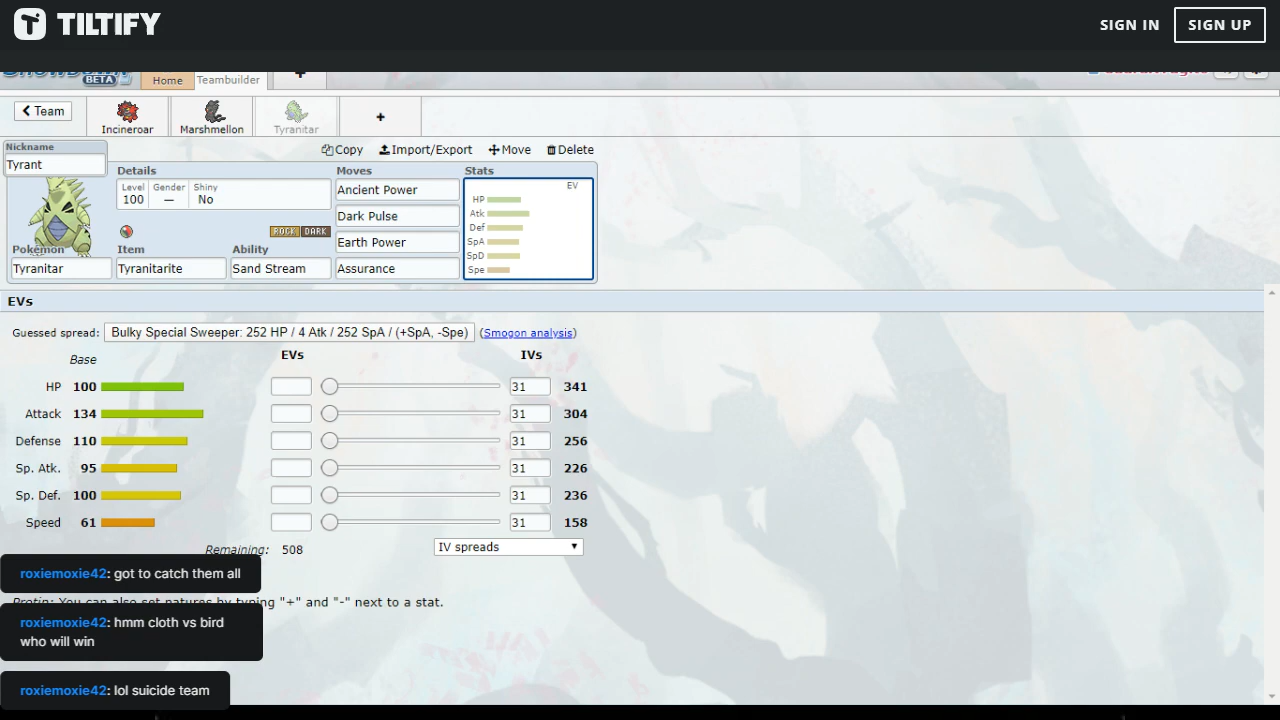 TILTIFY
SIGN IN
SIGN UP
BETA
Home
Teambuilder
+
Team
Incineroar
Marshmellon
Tyranitar
+
Nickname
Tyrant
Copy
Import/Export
Move
Delete
Details
Level
100
Gender
—
Shiny
No
ROCK DARK
Pokémon
Tyranitar
Item
Tyranitarite
Ability
Sand Stream
Moves
Ancient Power
Dark Pulse
Earth Power
Assurance
Stats
EV
HP
Atk
Def
SpA
SpD
Spe
EVs
Guessed spread: Bulky Special Sweeper: 252 HP / 4 Atk / 252 SpA / (+SpA, -Spe) (Smogon analysis)
Base EVs IVs
HP 100 31 341
Attack 134 31 304
Defense 110 31 256
Sp. Atk. 95 31 226
Sp. Def. 100 31 236
Speed 61 31 158
Remaining: 508
IV spreads
roxiemoxie42: got to catch them all
Protip: You can also set natures by typing "+" and "-" next to a stat.
roxiemoxie42: hmm cloth vs bird
who will win
roxiemoxie42: lol suicide team